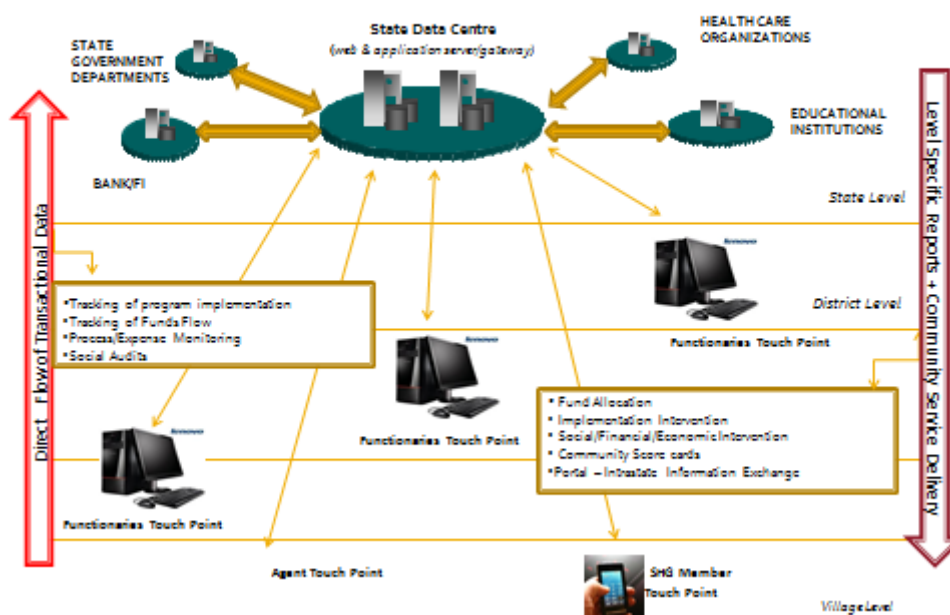 State Data Centre
(web & application server/gateway)
HEALTH CARE
ORGANIZATIONS
STATE
GOVERNMENT
DEPARTMENTS
EDUCATIONAL
INSTITUTIONS
BANK/FI
State Level
Direct Flow of Transactional Data
Level Specific Reports + Community Service Delivery
▪Tracking of program implementation
▪Tracking of Funds Flow
▪Process/Expense Monitoring
▪Social Audits
District Level
lenovo
Functionaries Touch Point
lenovo
Functionaries Touch Point
▪ Fund Allocation
▪ Implementation Intervention
▪ Social/Financial/Economic Intervention
▪ Community Score cards
▪Portal – Intrastate Information Exchange
lenovo
Functionaries Touch Point
Agent Touch Point
SHG Member
Touch Point
Village Level